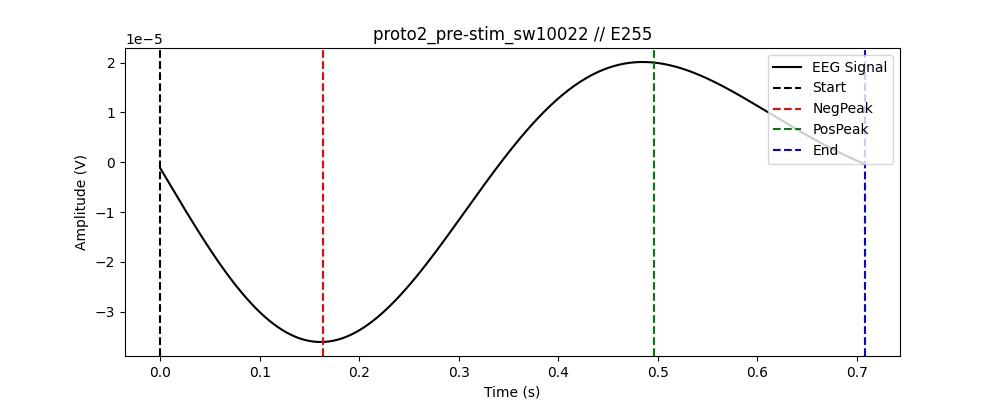 proto2_pre-stim_sw10022 // E255
1e−5
2
1
0
−1
−2
−3
Amplitude (V)
EEG Signal
Start
NegPeak
PosPeak
End
0.0 0.1 0.2 0.3 0.4 0.5 0.6 0.7
Time (s)